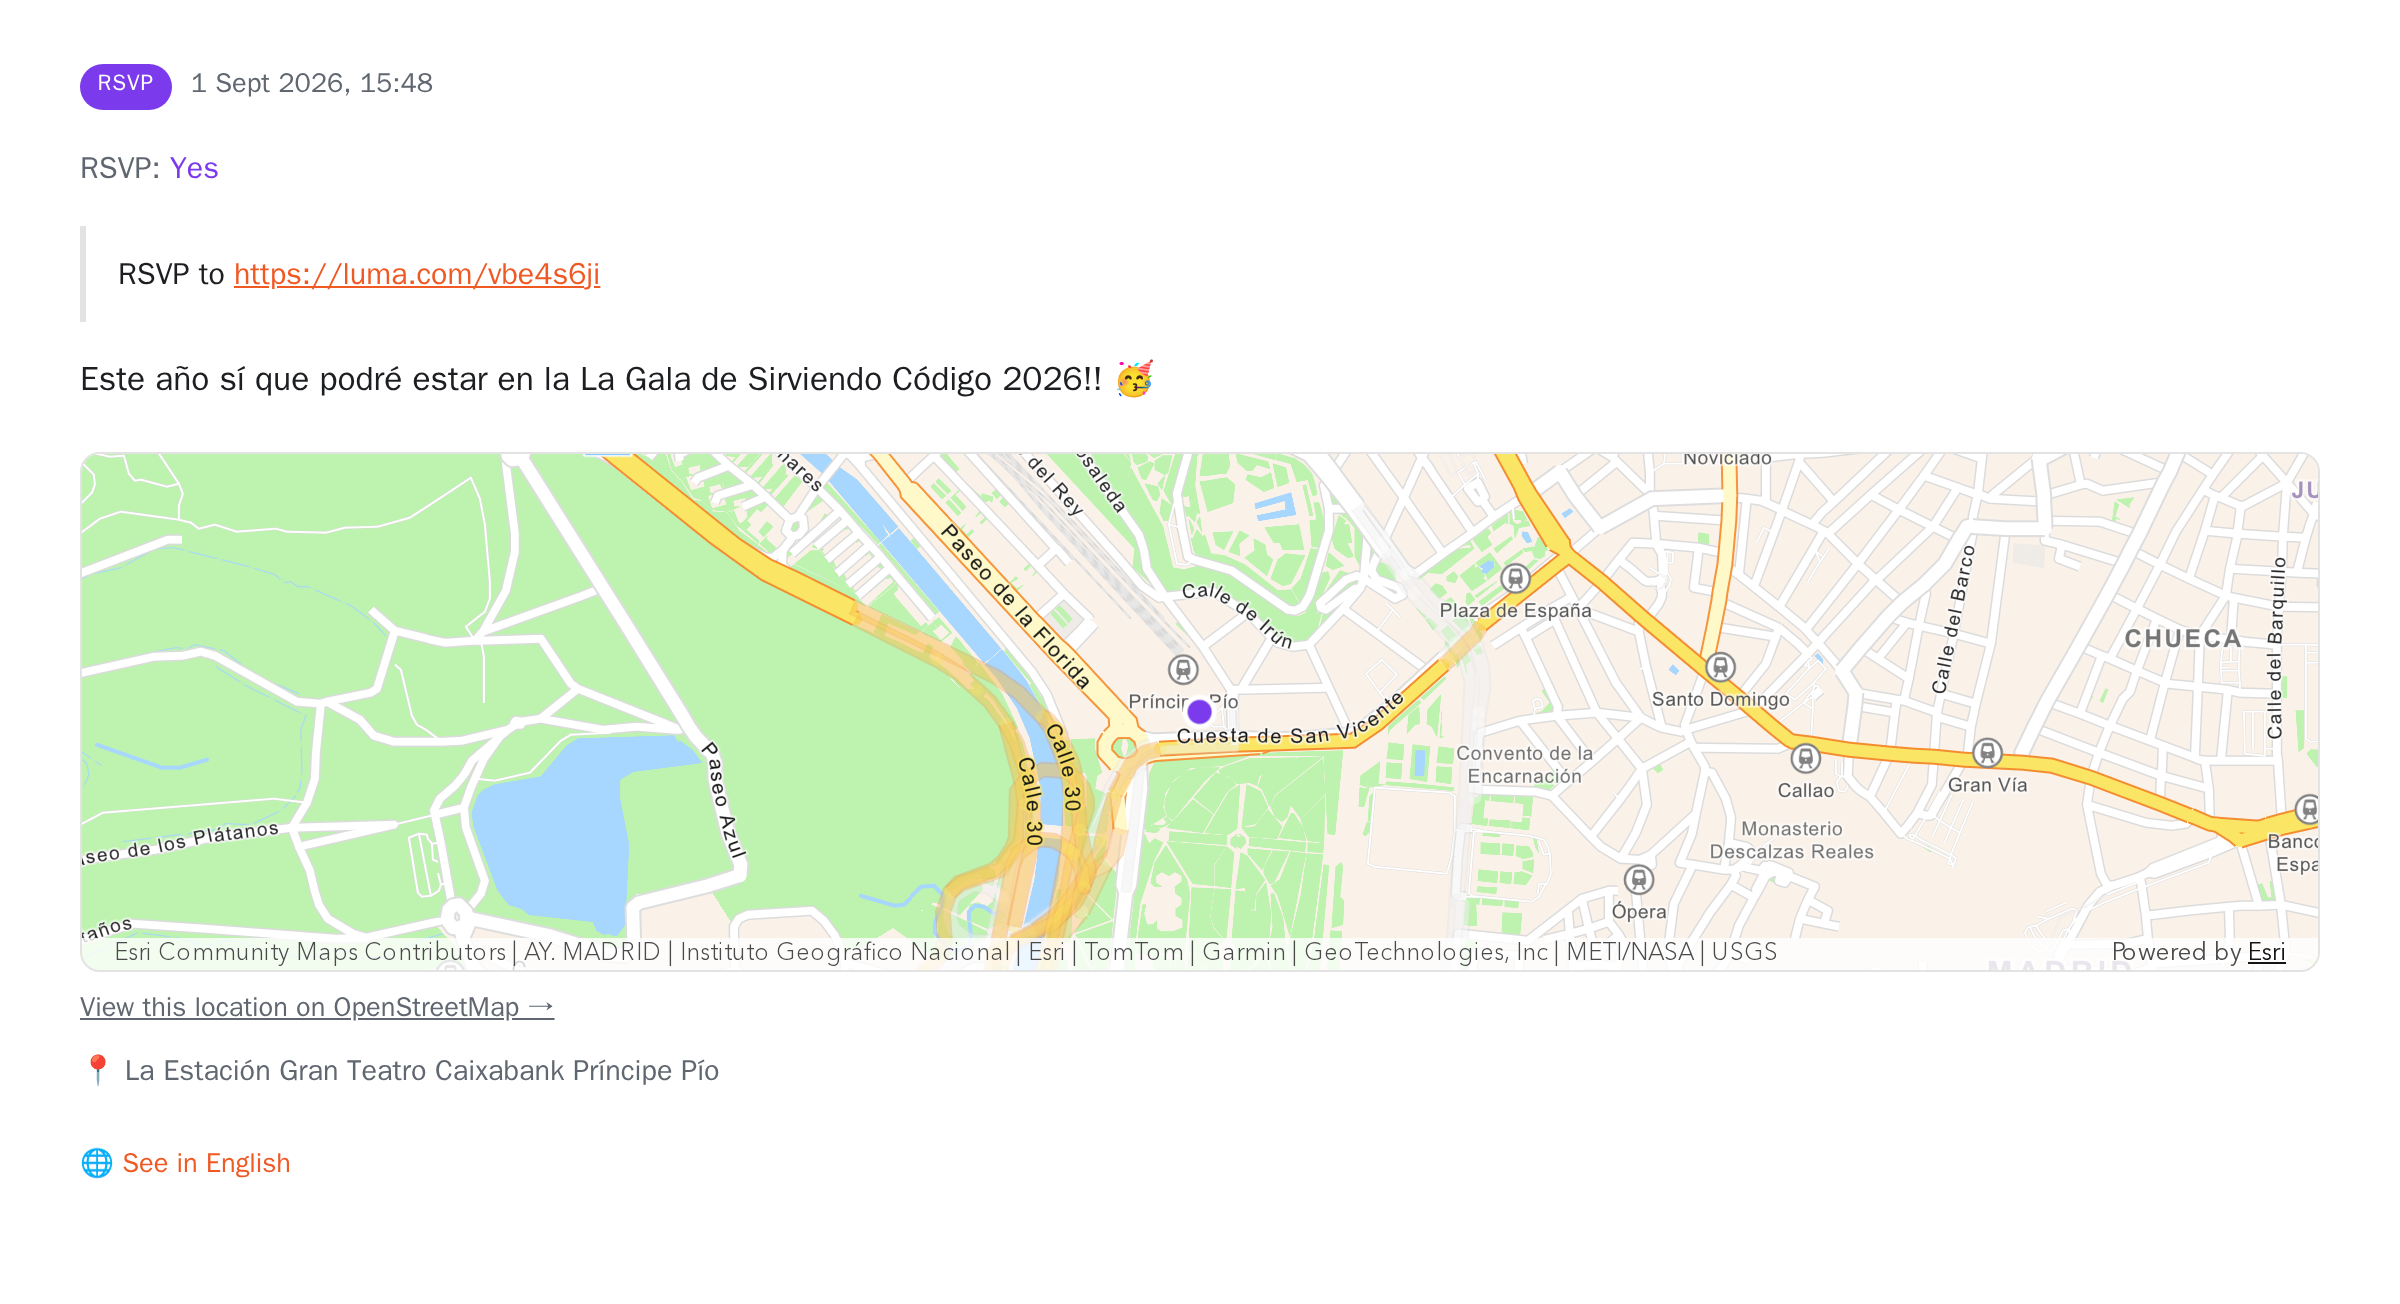 RSVP 1 Sept 2026, 15:48
RSVP: Yes
RSVP to https://luma.com/vbe4s6ji
Este año sí que podré estar en la La Gala de Sirviendo Código 2026!! 🥳
del Rey
Noviciado
Paseo de la Florida
Calle de Irún
Plaza de España
Calle del Barco
CHUECA
Calle del Barquillo
Príncipe Pío
Santo Domingo
Cuesta de San Vicente
Calle 30
Calle 30
Paseo Azul
Convento de la
Encarnación
Callao
Gran Vía
Monasterio
Descalzas Reales
de los Plátanos
Banco
Ópera
MADRID
Esri Community Maps Contributors | AY. MADRID | Instituto Geográfico Nacional | Esri | TomTom | Garmin | GeoTechnologies, Inc | METI/NASA | USGS
Powered by Esri
View this location on OpenStreetMap →
📍 La Estación Gran Teatro Caixabank Príncipe Pío
🌐 See in English